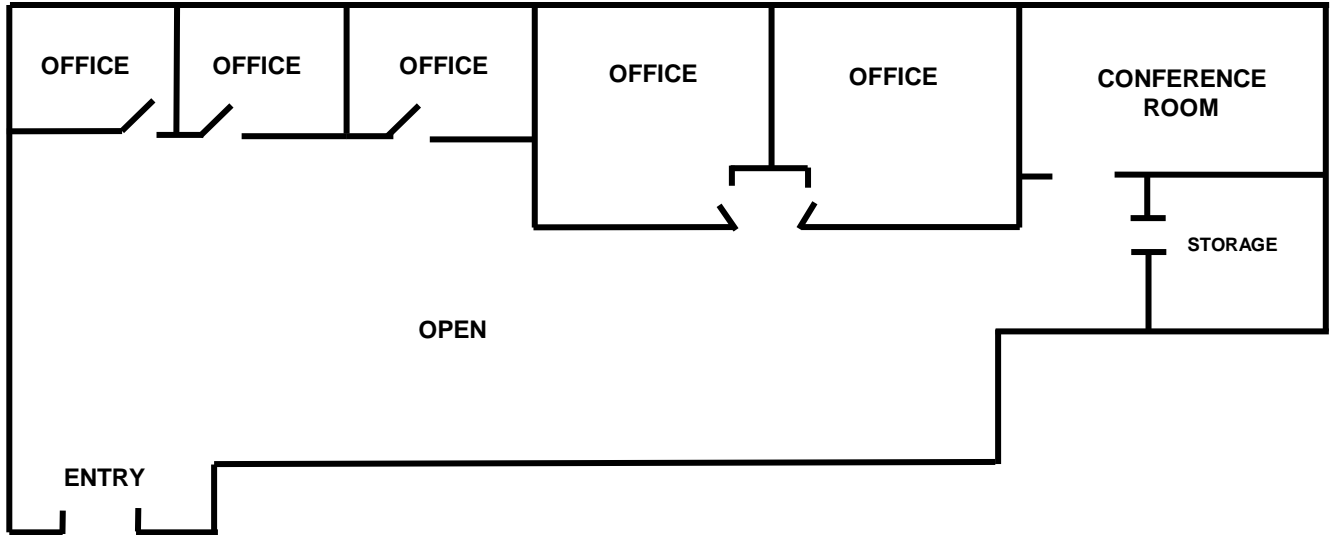 OFFICE
OFFICE
OFFICE
OFFICE
OFFICE
CONFERENCE
ROOM
STORAGE
OPEN
ENTRY